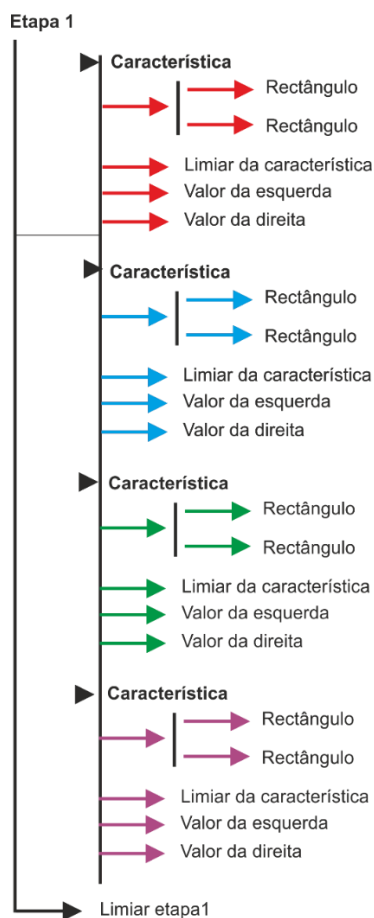 Etapa 1
Característica
Rectângulo
Rectângulo
Limiar da característica
Valor da esquerda
Valor da direita
Característica
Rectângulo
Rectângulo
Limiar da característica
Valor da esquerda
Valor da direita
Característica
Rectângulo
Rectângulo
Limiar da característica
Valor da esquerda
Valor da direita
Característica
Rectângulo
Rectângulo
Limiar da característica
Valor da esquerda
Valor da direita
Limiar etapa1